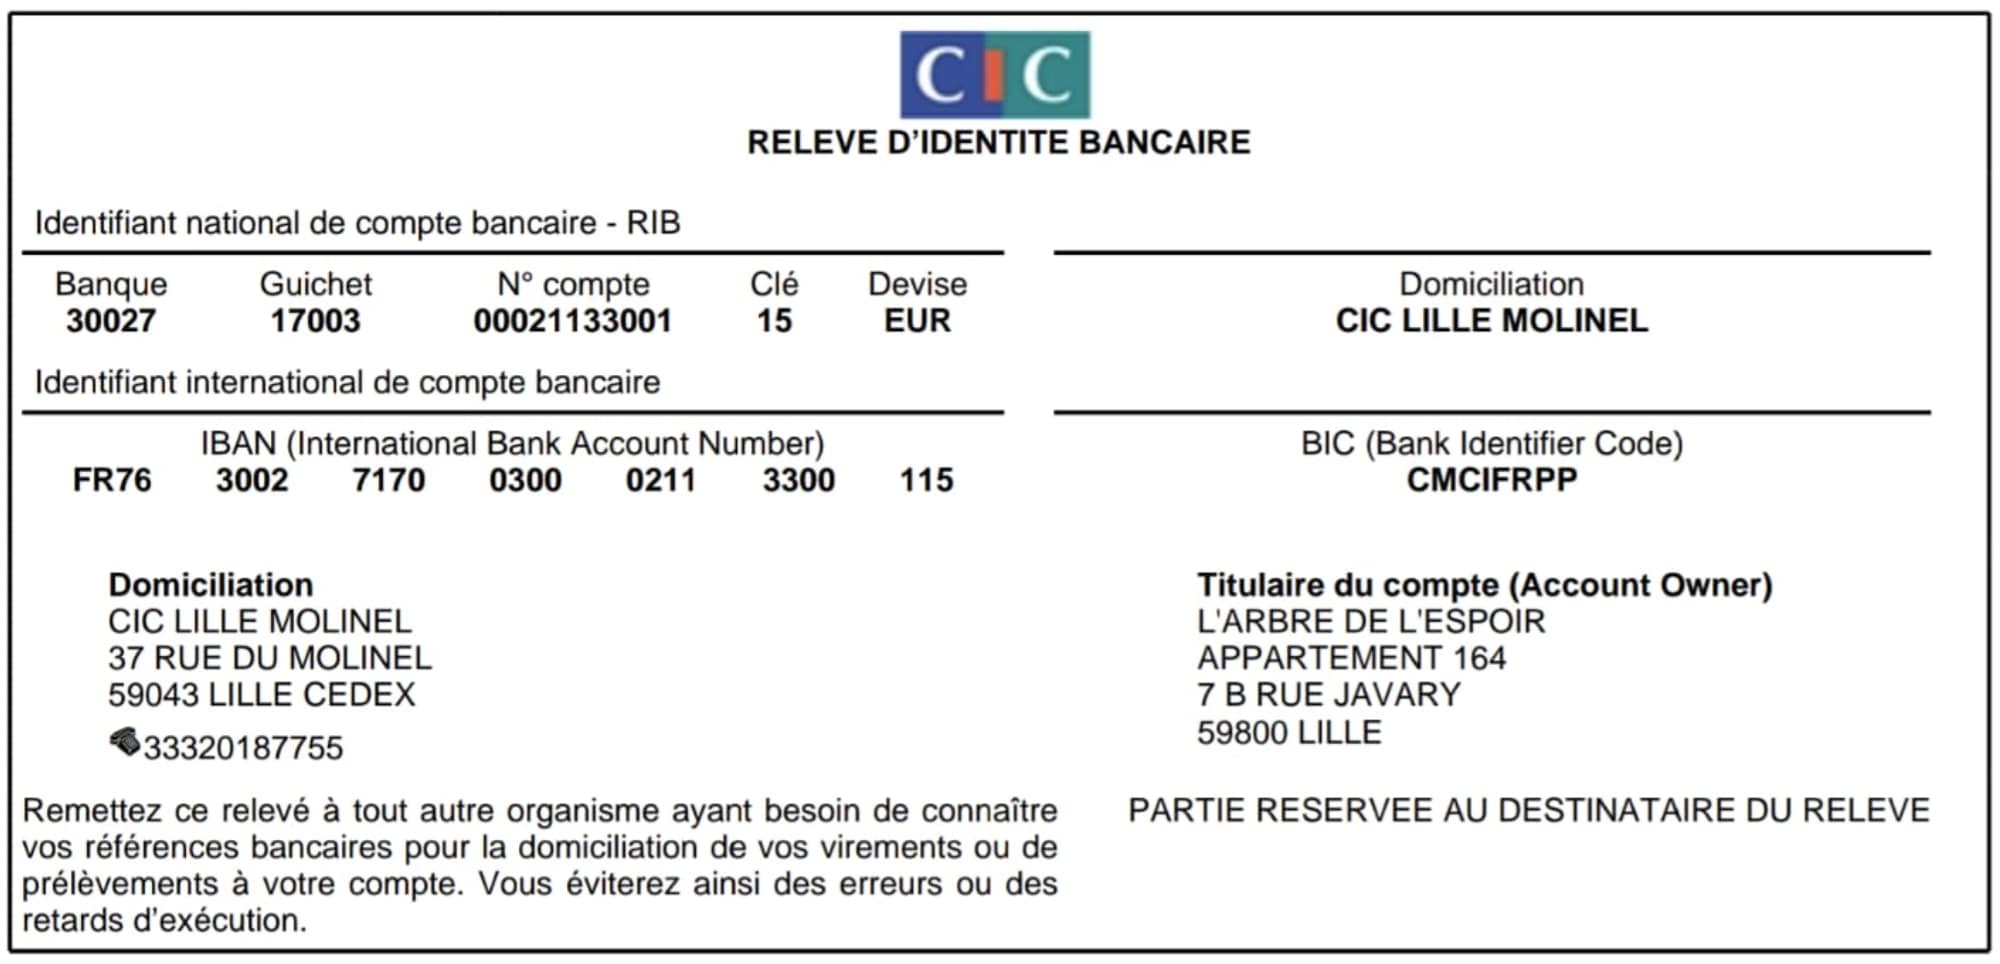 CIC
RELEVE D'IDENTITE BANCAIRE
Identifiant national de compte bancaire - RIB
Banque Guichet N° compte Clé Devise Domiciliation
30027 17003 00021133001 15 EUR CIC LILLE MOLINEL
Identifiant international de compte bancaire
IBAN (International Bank Account Number) BIC (Bank Identifier Code)
FR76 3002 7170 0300 0211 3300 115 CMCIFRPP
Domiciliation
CIC LILLE MOLINEL
37 RUE DU MOLINEL
59043 LILLE CEDEX
33320187755
Titulaire du compte (Account Owner)
L'ARBRE DE L'ESPOIR
APPARTEMENT 164
7 B RUE JAVARY
59800 LILLE
Remettez ce relevé à tout autre organisme ayant besoin de connaître
vos références bancaires pour la domiciliation de vos virements ou de
prélèvements à votre compte. Vous éviterez ainsi des erreurs ou des
retards d'exécution.
PARTIE RESERVEE AU DESTINATAIRE DU RELEVE